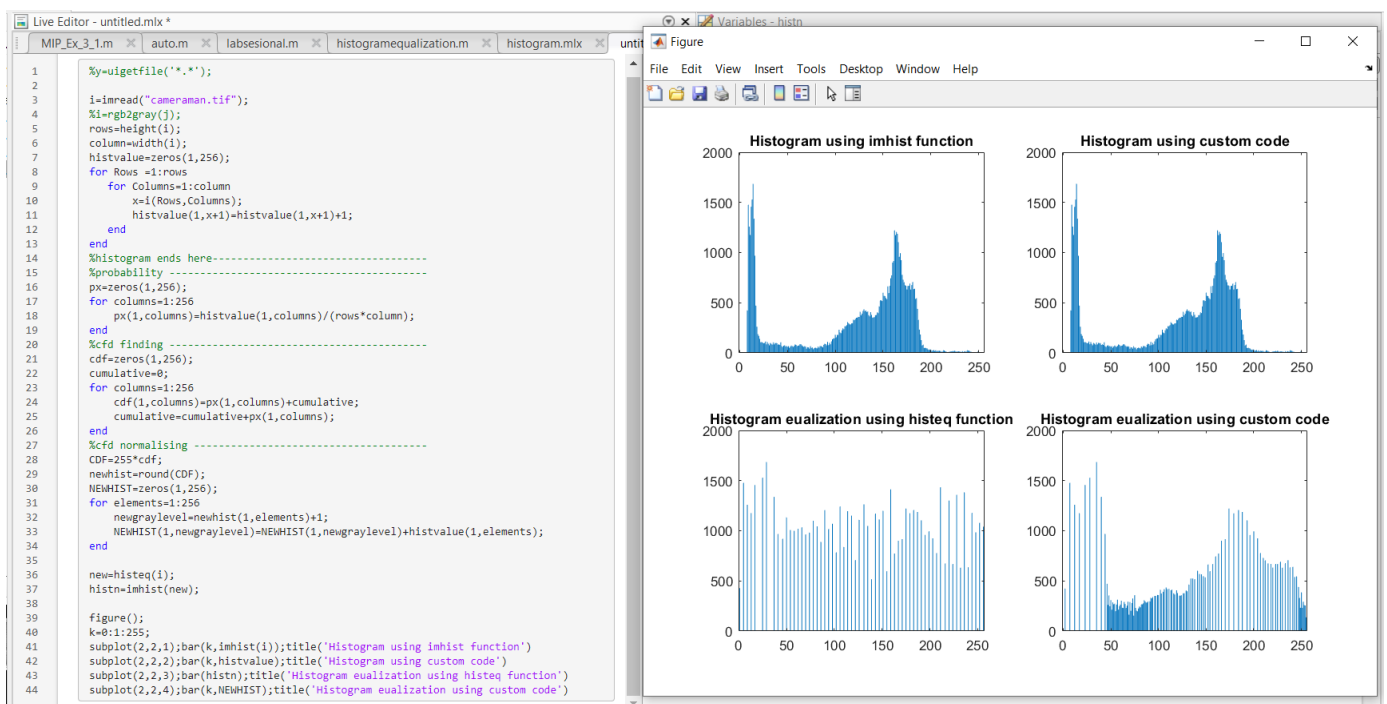 Live Editor - untitled.mlx *
Variables - histn
MIP_Ex_3_1.m auto.m labsesional.m histogramequalization.m histogram.mlx untit
1 %y=uigetfile('*.*');
2
3 i=imread("cameraman.tif");
4 %i=rgb2gray(j);
5 rows=height(i);
6 column=width(i);
7 histvalue=zeros(1,256);
8 for Rows =1:rows
9 for Columns=1:column
10 x=i(Rows,Columns);
11 histvalue(1,x+1)=histvalue(1,x+1)+1;
12 end
13 end
14 %histogram ends here-----------------------------------
15 %probability ------------------------------------------
16 px=zeros(1,256);
17 for columns=1:256
18 px(1,columns)=histvalue(1,columns)/(rows*column);
19 end
20 %cfd finding ------------------------------------------
21 cdf=zeros(1,256);
22 cumulative=0;
23 for columns=1:256
24 cdf(1,columns)=px(1,columns)+cumulative;
25 cumulative=cumulative+px(1,columns);
26 end
27 %cfd normalising --------------------------------------
28 CDF=255*cdf;
29 newhist=round(CDF);
30 NEWHIST=zeros(1,256);
31 for elements=1:256
32 newgraylevel=newhist(1,elements)+1;
33 NEWHIST(1,newgraylevel)=NEWHIST(1,newgraylevel)+histvalue(1,elements);
34 end
35
36 new=histeq(i);
37 histn=imhist(new);
38
39 figure();
40 k=0:1:255;
41 subplot(2,2,1);bar(k,imhist(i));title('Histogram using imhist function')
42 subplot(2,2,2);bar(k,histvalue);title('Histogram using custom code')
43 subplot(2,2,3);bar(histn);title('Histogram eualization using histeq function')
44 subplot(2,2,4);bar(k,NEWHIST);title('Histogram eualization using custom code')
Figure
File Edit View Insert Tools Desktop Window Help
Histogram using imhist function
2000
1500
1000
500
0
0 50 100 150 200 250
Histogram using custom code
2000
1500
1000
500
0
0 50 100 150 200 250
Histogram eualization using histeq function
2000
1500
1000
500
0
0 50 100 150 200 250
Histogram eualization using custom code
2000
1500
1000
500
0
0 50 100 150 200 250